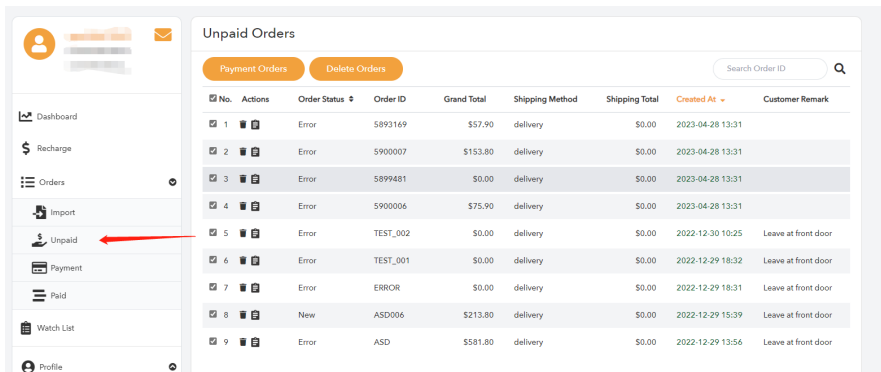 Unpaid Orders
Payment Orders Delete Orders Search Order ID
No. Actions Order Status Order ID Grand Total Shipping Method Shipping Total Created At Customer Remark
1 Error 5893169 $57.90 delivery $0.00 2023-04-28 13:31
2 Error 5900007 $153.80 delivery $0.00 2023-04-28 13:31
3 Error 5899481 $0.00 delivery $0.00 2023-04-28 13:31
4 Error 5900006 $75.90 delivery $0.00 2023-04-28 13:31
5 Error TEST_002 $0.00 delivery $0.00 2022-12-30 10:25 Leave at front door
6 Error TEST_001 $0.00 delivery $0.00 2022-12-29 18:32 Leave at front door
7 Error ERROR $0.00 delivery $0.00 2022-12-29 18:31 Leave at front door
8 New ASD006 $213.80 delivery $0.00 2022-12-29 15:39 Leave at front door
9 Error ASD $581.80 delivery $0.00 2022-12-29 13:56 Leave at front door
Dashboard
Recharge
Orders
Import
Unpaid
Payment
Paid
Watch List
Profile